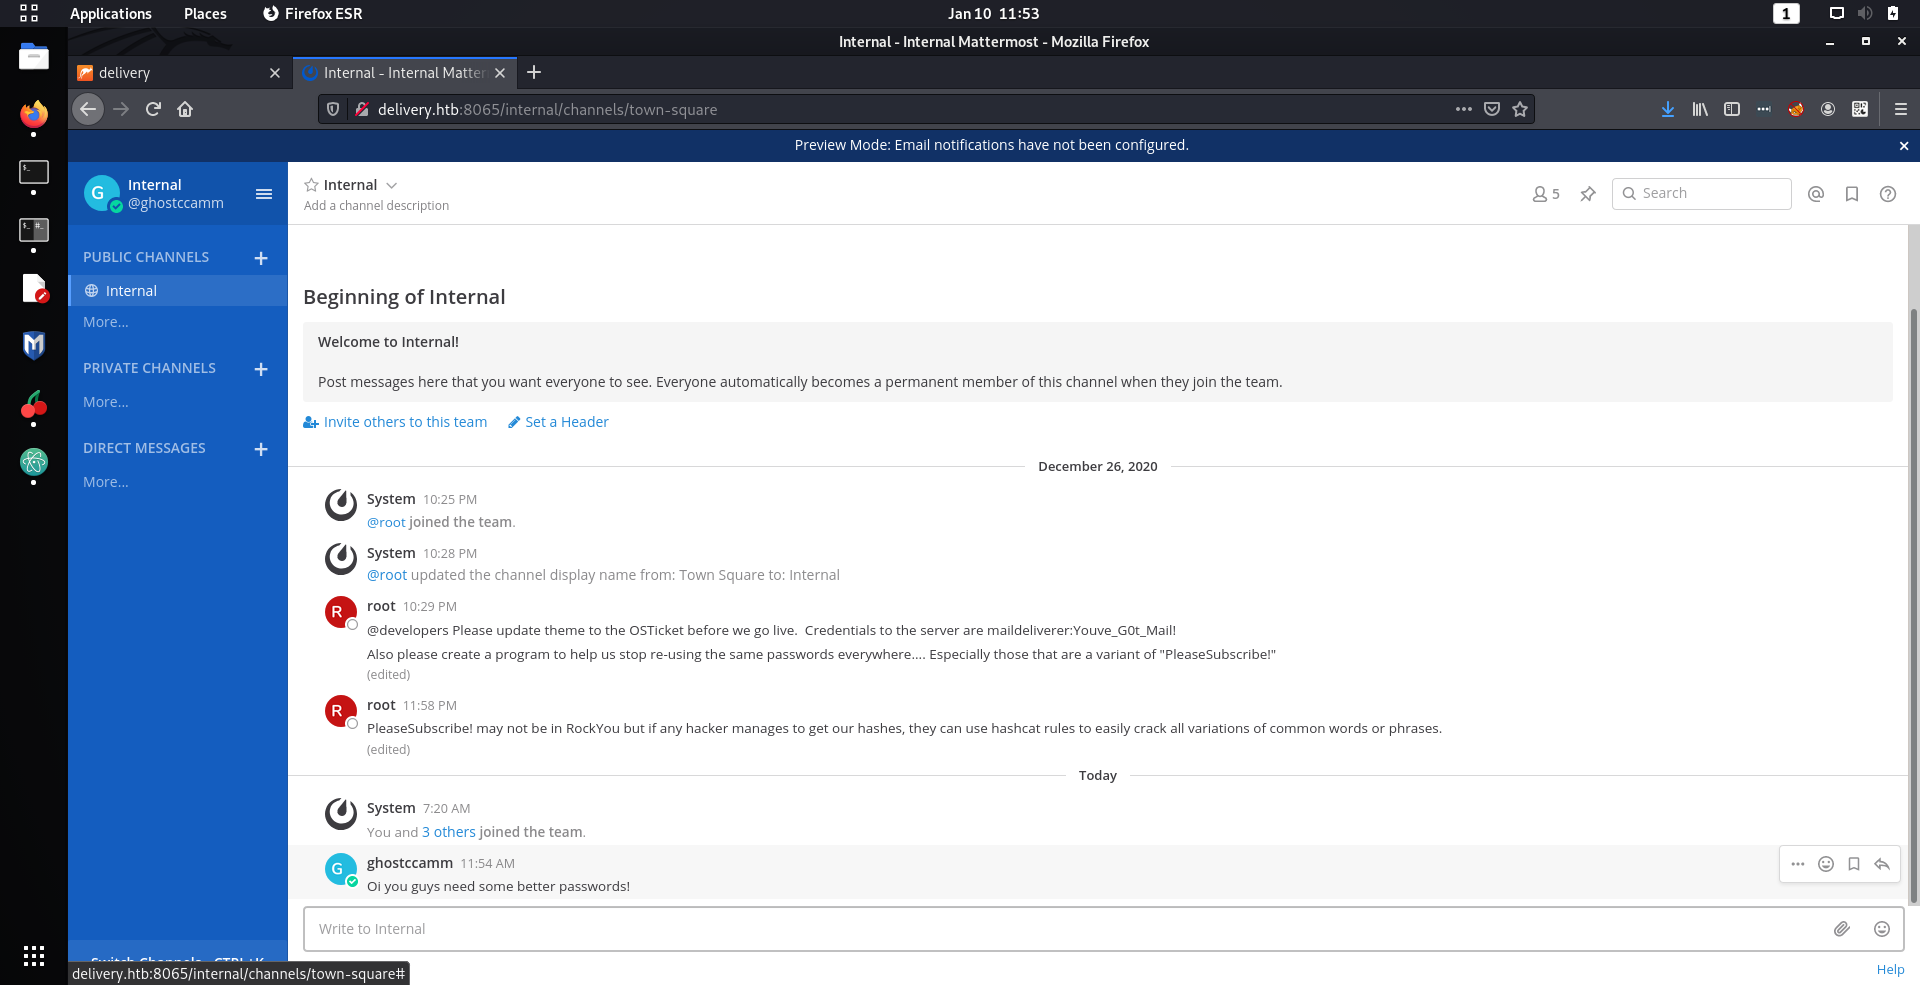 Applications Places Firefox ESR Jan 10 11:53 1
Internal - Internal Mattermost - Mozilla Firefox
delivery Internal - Internal Matter
delivery.htb:8065/internal/channels/town-square
Preview Mode: Email notifications have not been configured.
G Internal
@ghostccamm
Internal
Add a channel description
5
Search
PUBLIC CHANNELS
Internal
More...
PRIVATE CHANNELS
More...
DIRECT MESSAGES
More...
Beginning of Internal
Welcome to Internal!
Post messages here that you want everyone to see. Everyone automatically becomes a permanent member of this channel when they join the team.
Invite others to this team Set a Header
December 26, 2020
System 10:25 PM
@root joined the team.
System 10:28 PM
@root updated the channel display name from: Town Square to: Internal
R root 10:29 PM
@developers Please update theme to the OSTicket before we go live. Credentials to the server are maildeliverer:Youve_G0t_Mail!
Also please create a program to help us stop re-using the same passwords everywhere.... Especially those that are a variant of "PleaseSubscribe!"
(edited)
R root 11:58 PM
PleaseSubscribe! may not be in RockYou but if any hacker manages to get our hashes, they can use hashcat rules to easily crack all variations of common words or phrases.
(edited)
Today
System 7:20 AM
You and 3 others joined the team.
G ghostccamm 11:54 AM
Oi you guys need some better passwords!
Write to Internal
Switch Channels - CTRL+K
delivery.htb:8065/internal/channels/town-square#
Help